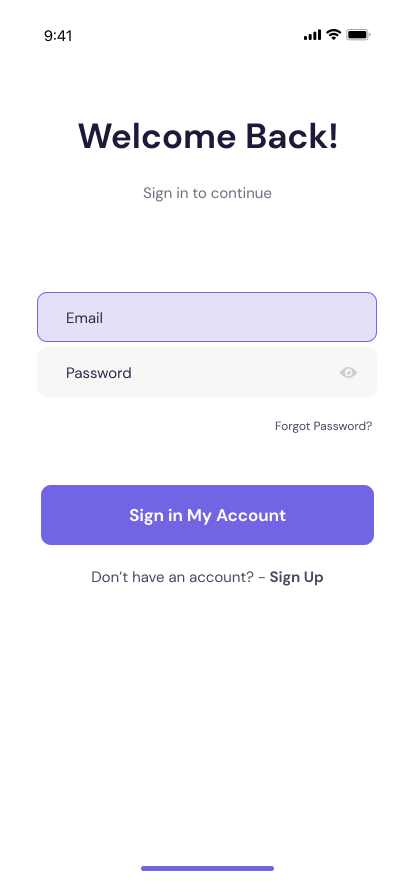 9:41
Welcome Back!
Sign in to continue
Email
Password
Forgot Password?
Sign in My Account
Don’t have an account? - Sign Up